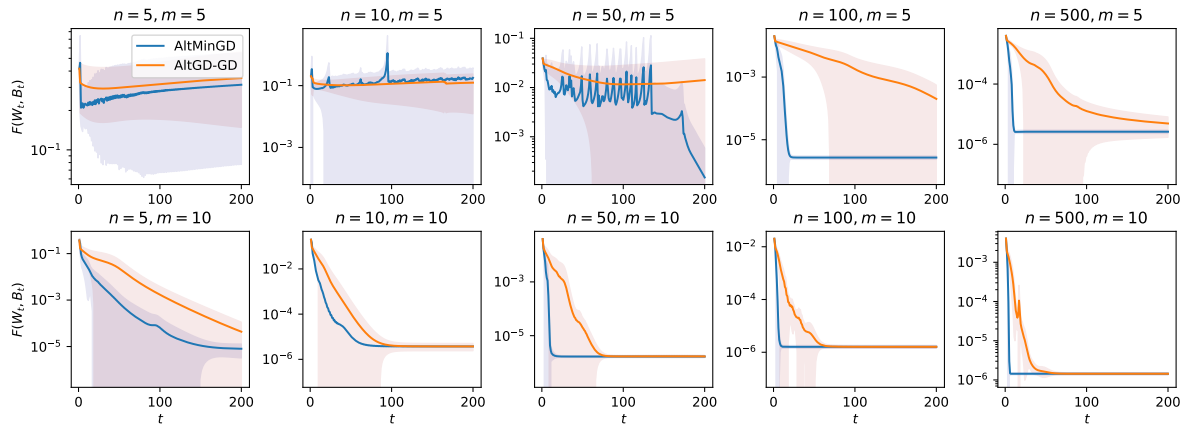 n = 5, m = 5
n = 10, m = 5
n = 50, m = 5
n = 100, m = 5
n = 500, m = 5
AltMinGD
AltGD-GD
F(W_t, B_t)
10⁻¹
10⁻¹
10⁻³
10⁻¹
10⁻²
10⁻³
10⁻³
10⁻⁵
10⁻⁴
10⁻⁶
0 100 200
0 100 200
0 100 200
0 100 200
0 100 200
n = 5, m = 10
n = 10, m = 10
n = 50, m = 10
n = 100, m = 10
n = 500, m = 10
F(W_t, B_t)
10⁻¹
10⁻³
10⁻⁵
10⁻²
10⁻⁴
10⁻⁶
10⁻³
10⁻⁵
10⁻²
10⁻⁴
10⁻⁶
10⁻³
10⁻⁴
10⁻⁵
10⁻⁶
0 100 200
0 100 200
0 100 200
0 100 200
0 100 200
t
t
t
t
t